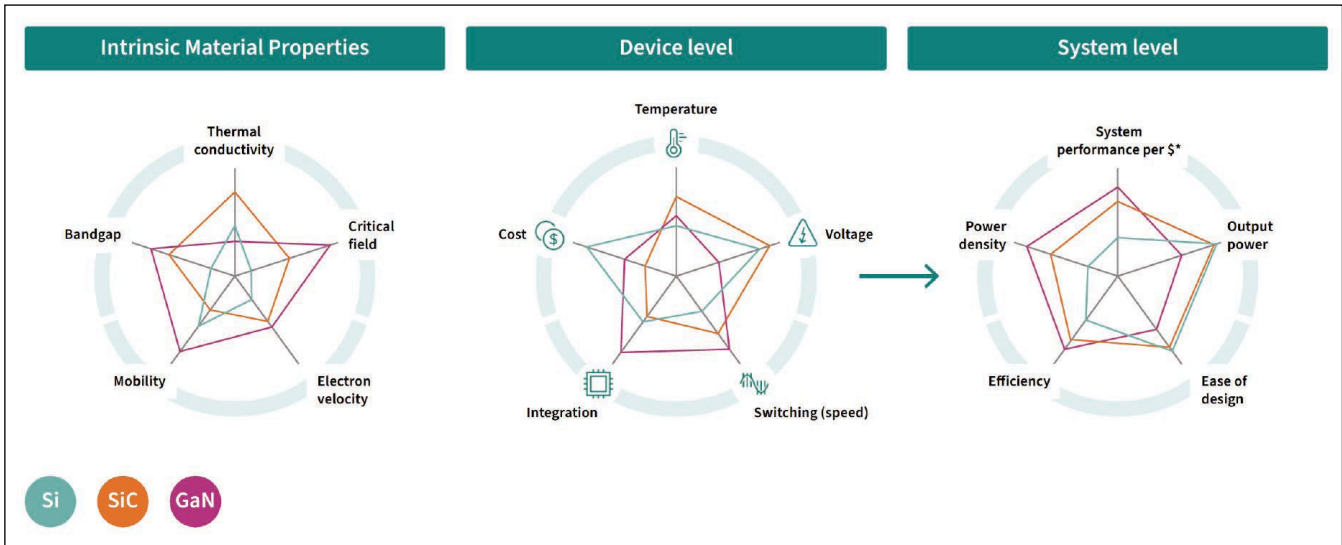 Intrinsic Material Properties
Device level
System level
Thermal
conductivity
Critical
field
Electron
velocity
Mobility
Bandgap
Temperature
Voltage
Switching (speed)
Integration
Cost
$
System
performance per $*
Output
power
Ease of
design
Efficiency
Power
density
Si
SiC
GaN